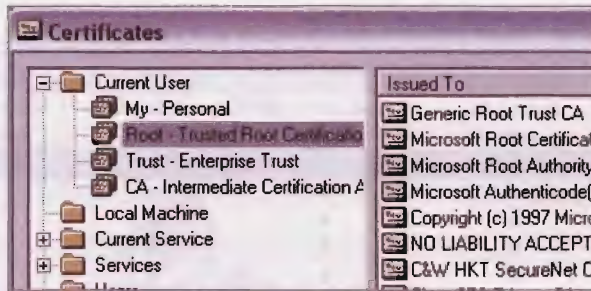 Certificates
Current User
My - Personal
Root - Trusted Root Certificatio
Trust - Enterprise Trust
CA - Intermediate Certification A
Local Machine
Current Service
Services
Issued To
Generic Root Trust CA
Microsoft Root Certificat
Microsoft Root Authority
Microsoft Authenticode(
Copyright (c) 1997 Micro
NO LIABILITY ACCEPT
C&W HKT SecureNet C